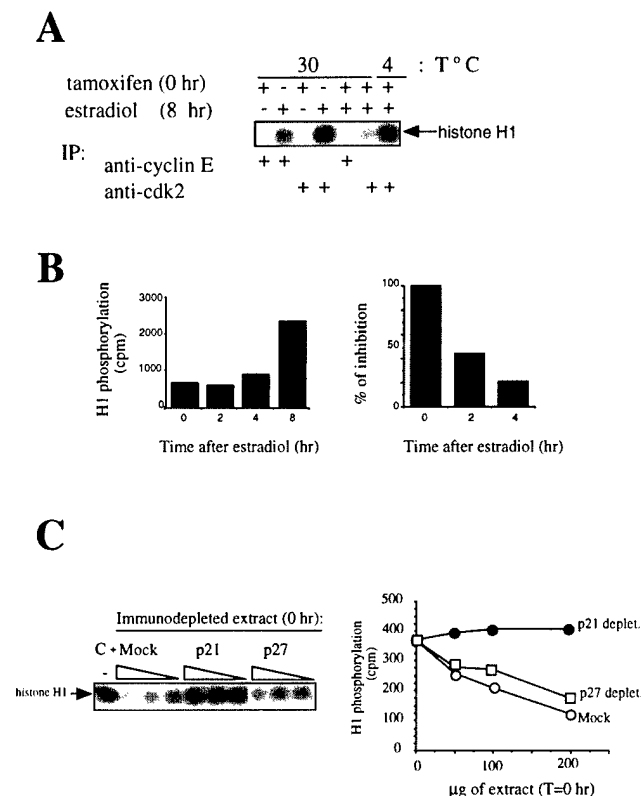 A
30 4 : T°C
tamoxifen (0 hr) + - + - + + +
estradiol (8 hr) - + - + + + +
histone H1
IP:
anti-cyclin E + + +
anti-cdk2 + + + +
B
H1 phosphorylation
(cpm)
3000
2000
1000
0
0 2 4 8
Time after estradiol (hr)
% of inhibition
100
50
0
0 2 4
Time after estradiol (hr)
C
Immunodepleted extract (0 hr):
C + Mock p21 p27
-
histone H1
H1 phosphorylation
(cpm)
500
400
300
200
100
0
p21 deplet.
p27 deplet.
Mock
0 100 200
µg of extract (T=0 hr)